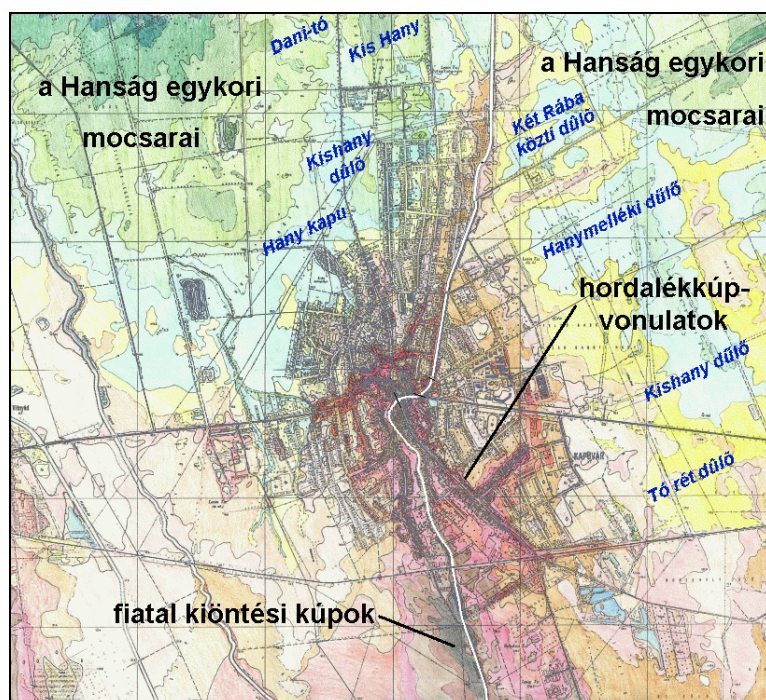 Dani-tó
Kis Hany
a Hanság egykori
mocsarai
a Hanság egykori
mocsarai
Két Rába
közti dűlő
Kishany
dűlő
Hany kapu
Hanymelléki dűlő
hordalékkúp-
vonulatok
Kishany dűlő
KAPUVÁR
Tó rét dűlő
fiatal kiöntési kúpok